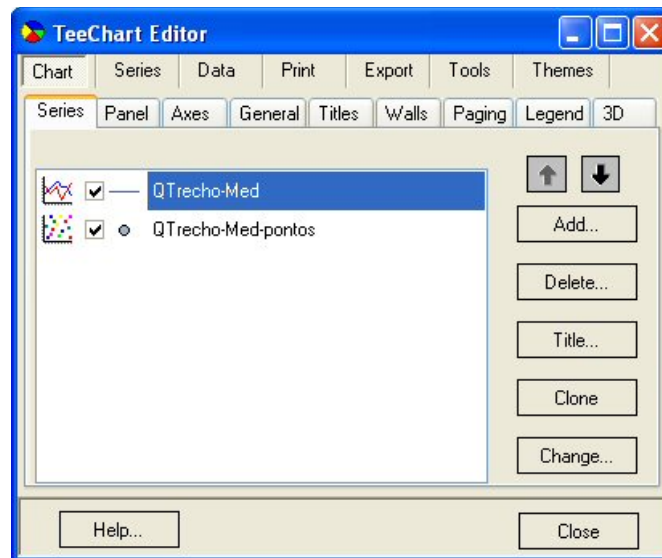 TeeChart Editor
Chart Series Data Print Export Tools Themes
Series Panel Axes General Titles Walls Paging Legend 3D
QTrecho-Med
QTrecho-Med-pontos
Add...
Delete...
Title...
Clone
Change...
Help... Close